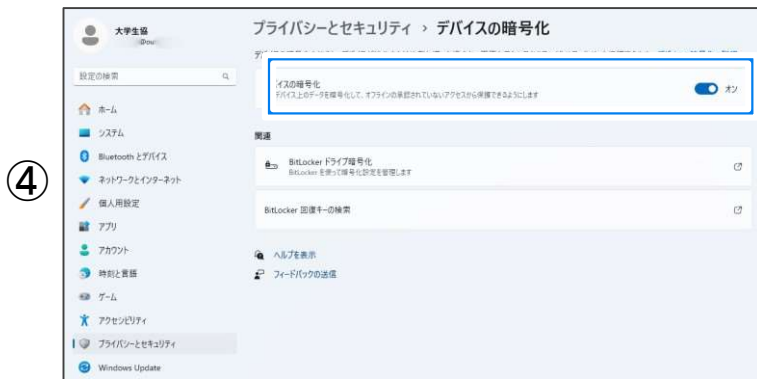 ④
大学生協
プライバシーとセキュリティ › デバイスの暗号化
設定の検索
イスの暗号化
デバイス上のデータを暗号化して、オフラインの承認されていないアクセスから保護できるようにします
オン
ホーム
システム
Bluetooth とデバイス
ネットワークとインターネット
個人用設定
アプリ
アカウント
時刻と言語
ゲーム
アクセシビリティ
プライバシーとセキュリティ
Windows Update
関連
BitLocker ドライブ暗号化
BitLocker を使って暗号化設定を管理します
BitLocker 回復キーの検索
ヘルプを表示
フィードバックの送信